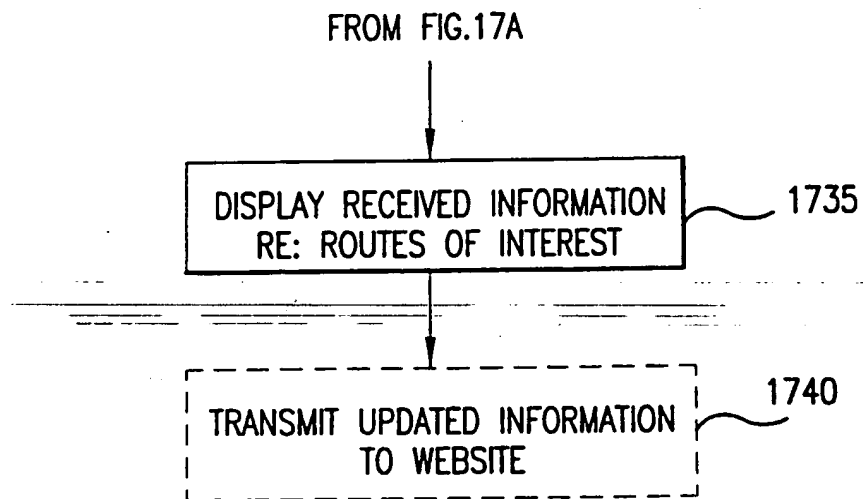 FROM FIG.17A
DISPLAY RECEIVED INFORMATION
RE: ROUTES OF INTEREST
1735
TRANSMIT UPDATED INFORMATION
TO WEBSITE
1740